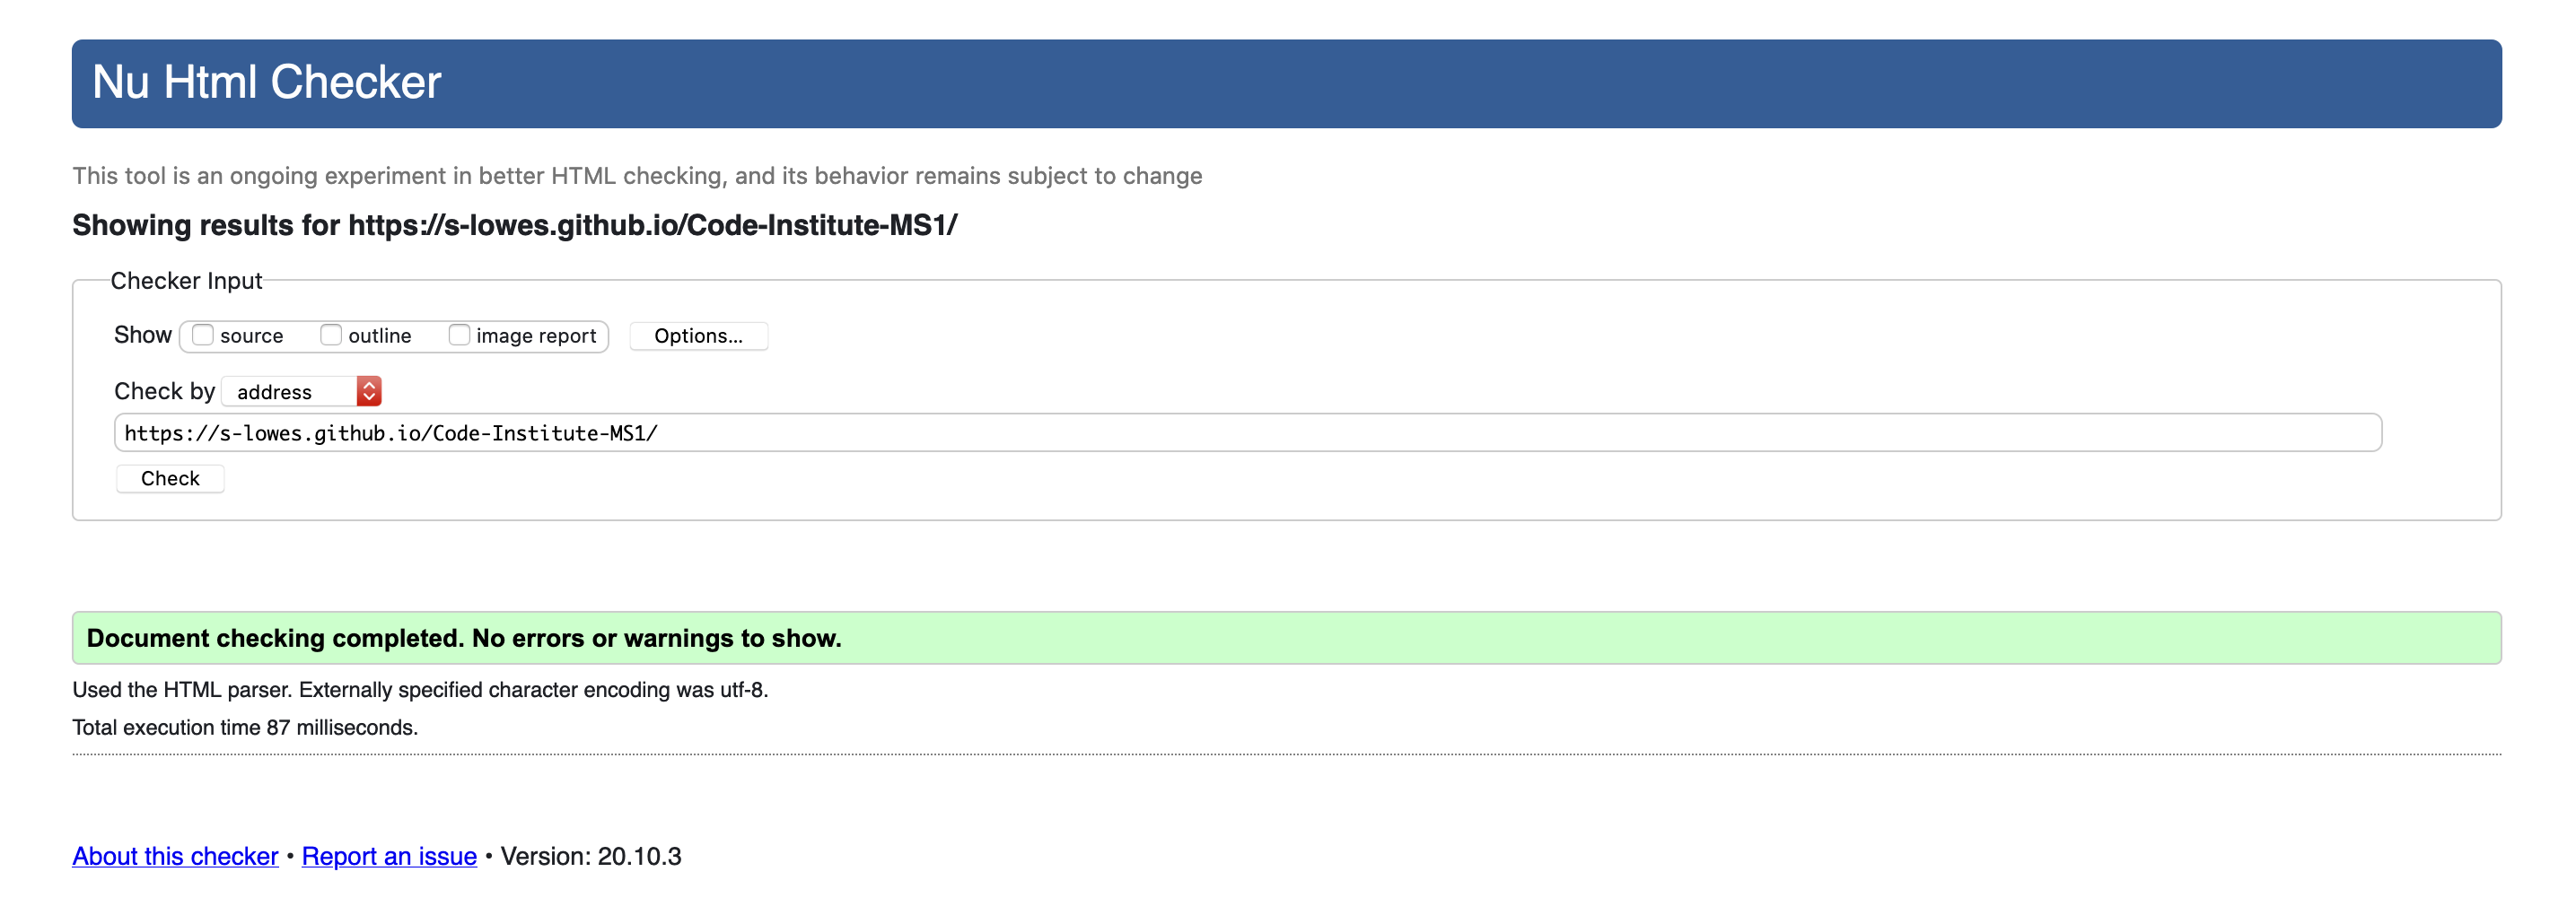 Nu Html Checker
This tool is an ongoing experiment in better HTML checking, and its behavior remains subject to change
Showing results for https://s-lowes.github.io/Code-Institute-MS1/
Checker Input
Show source outline image report Options...
Check by address
https://s-lowes.github.io/Code-Institute-MS1/
Check
Document checking completed. No errors or warnings to show.
Used the HTML parser. Externally specified character encoding was utf-8.
Total execution time 87 milliseconds.
About this checker • Report an issue • Version: 20.10.3